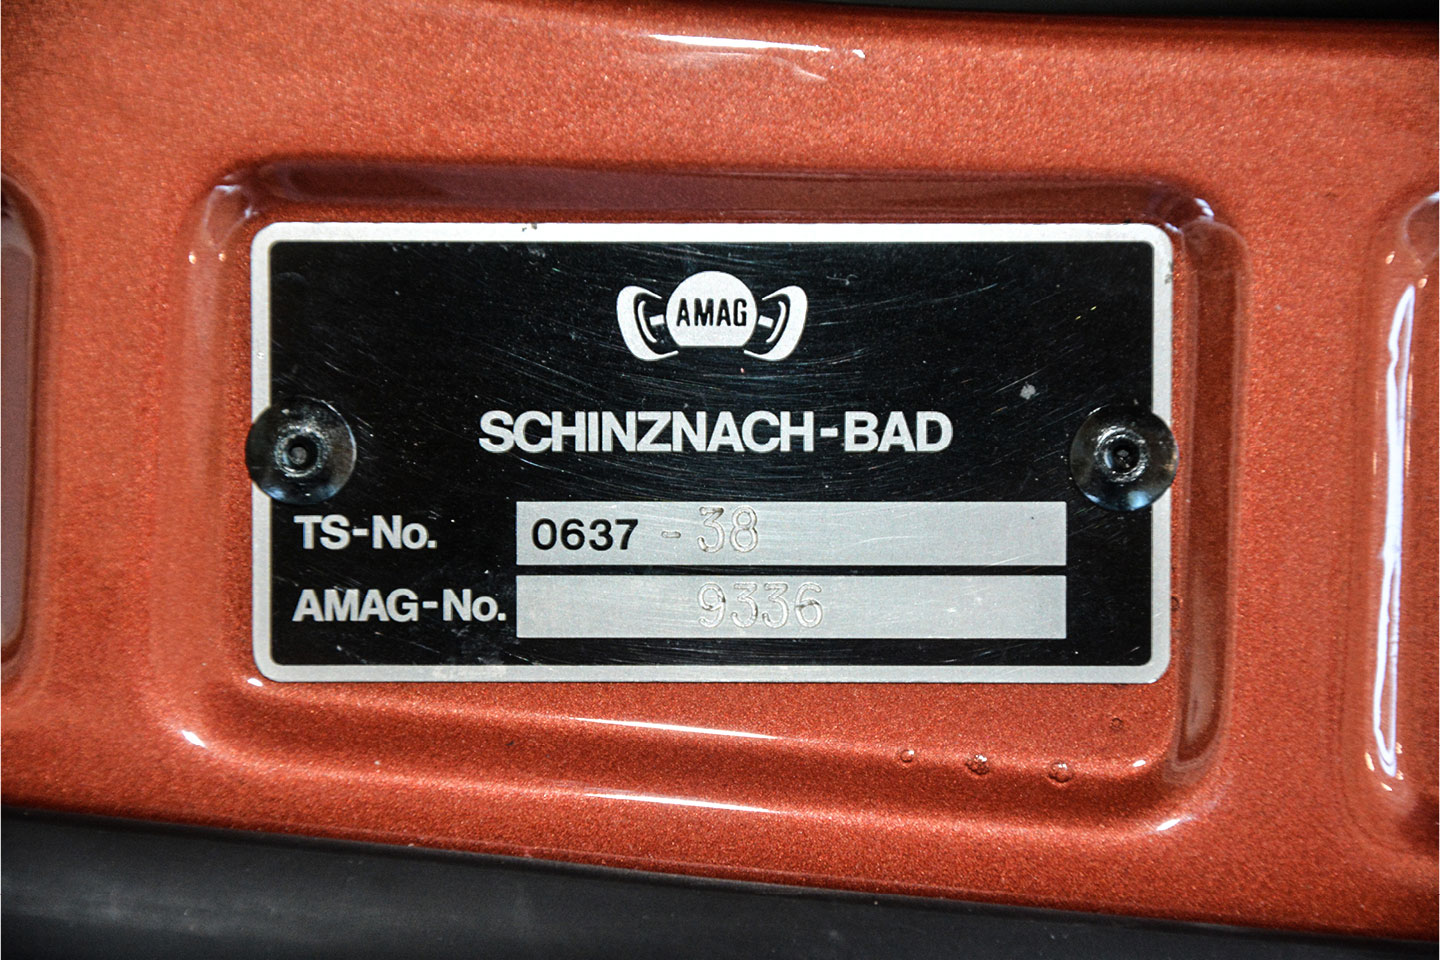 AMAG
SCHINZNACH-BAD
TS-No. 0637 - 38
AMAG-No. 9336